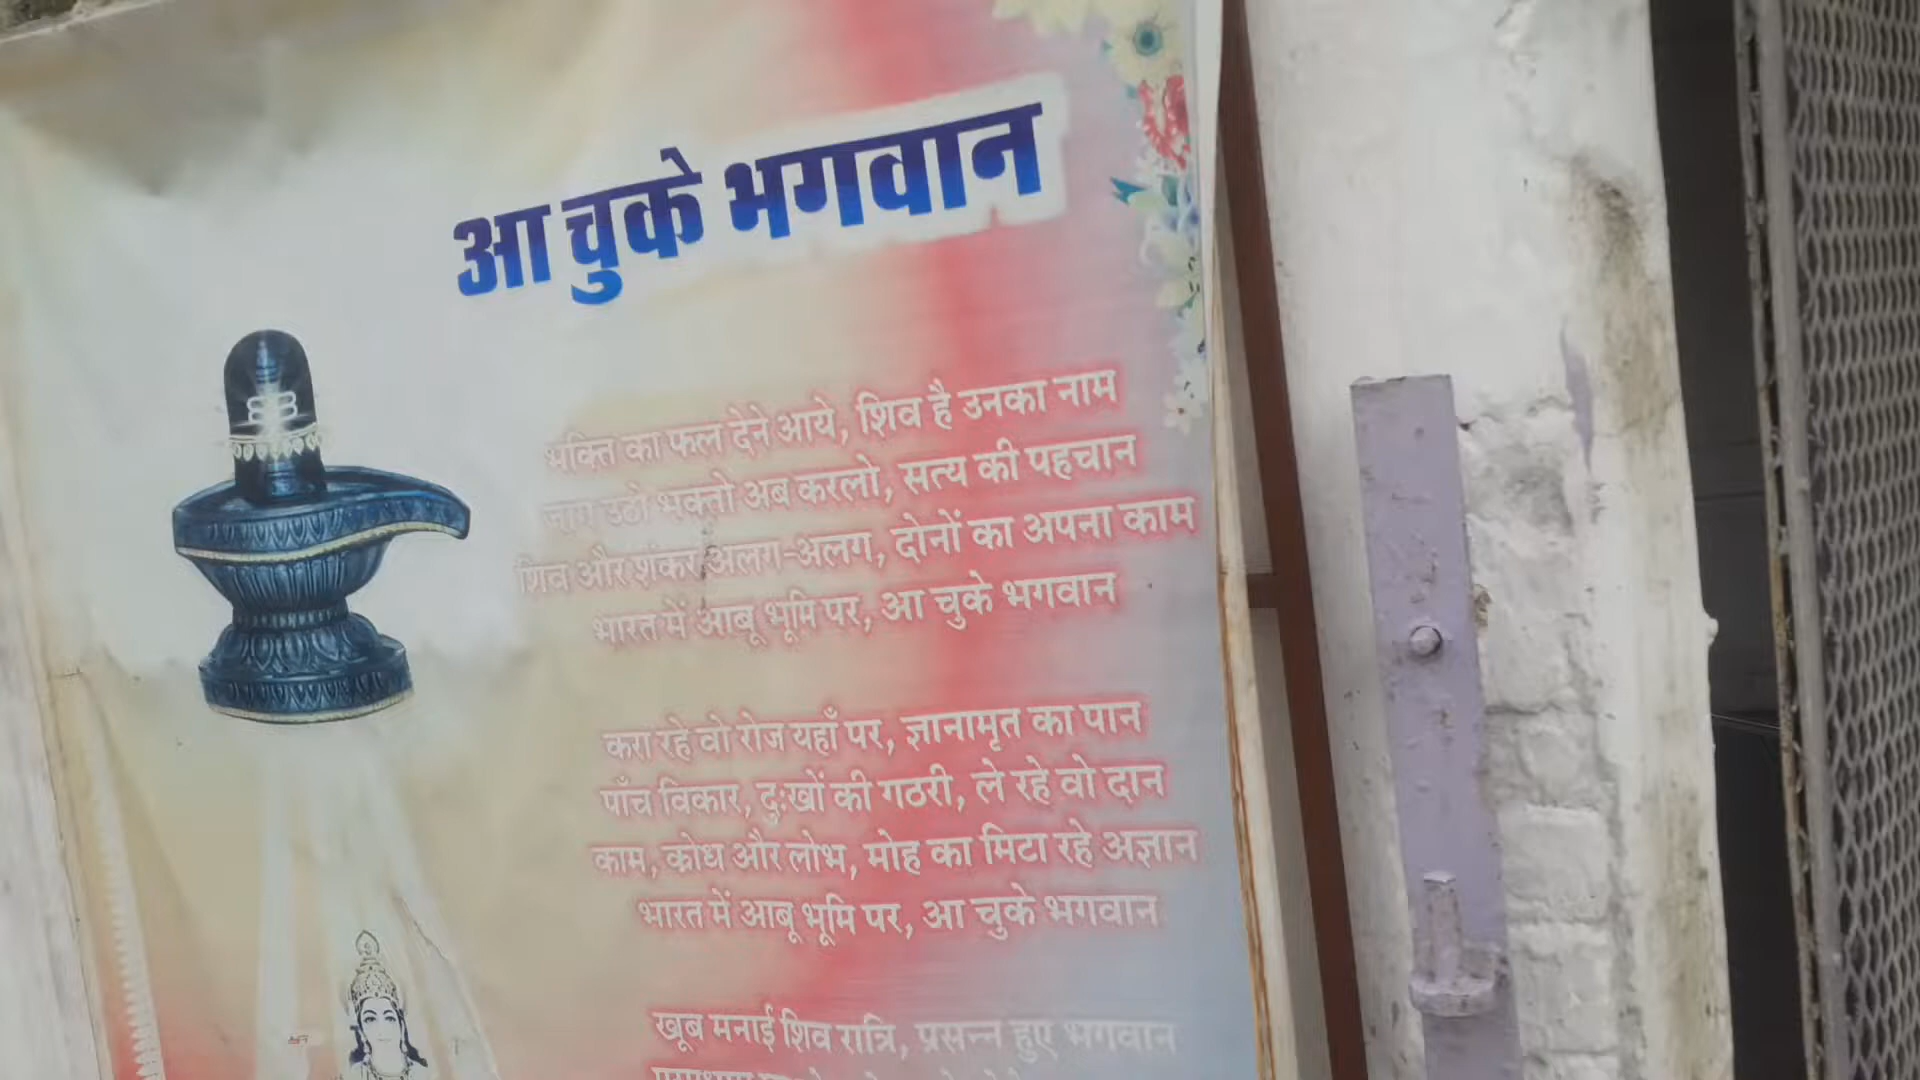 आ चुके भगवान
भक्ति का फल देने आये, शिव है उनका नाम
जाग उठो भक्तो अब करलो, सत्य की पहचान
शिव और शंकर अलग-अलग, दोनों का अपना काम
भारत में आबू भूमि पर, आ चुके भगवान
करा रहे वो रोज यहाँ पर, ज्ञानामृत का पान
पाँच विकार, दुःखों की गठरी, ले रहे वो दान
काम, क्रोध और लोभ, मोह का मिटा रहे अज्ञान
भारत में आबू भूमि पर, आ चुके भगवान
खूब मनाई शिव रात्रि, प्रसन्न हुए भगवान